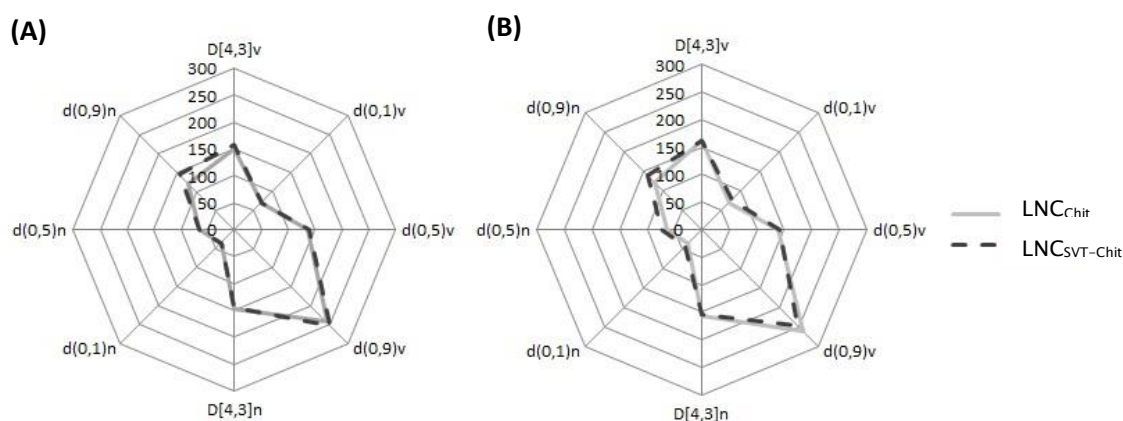 (A)
D[4,3]v
300
250
200
150
100
50
0
d(0,1)v
d(0,5)v
d(0,9)v
D[4,3]n
d(0,1)n
d(0,5)n
d(0,9)n
(B)
D[4,3]v
300
250
200
150
100
50
0
d(0,1)v
d(0,5)v
d(0,9)v
D[4,3]n
d(0,1)n
d(0,5)n
d(0,9)n
LNCChit
LNCSVT-Chit